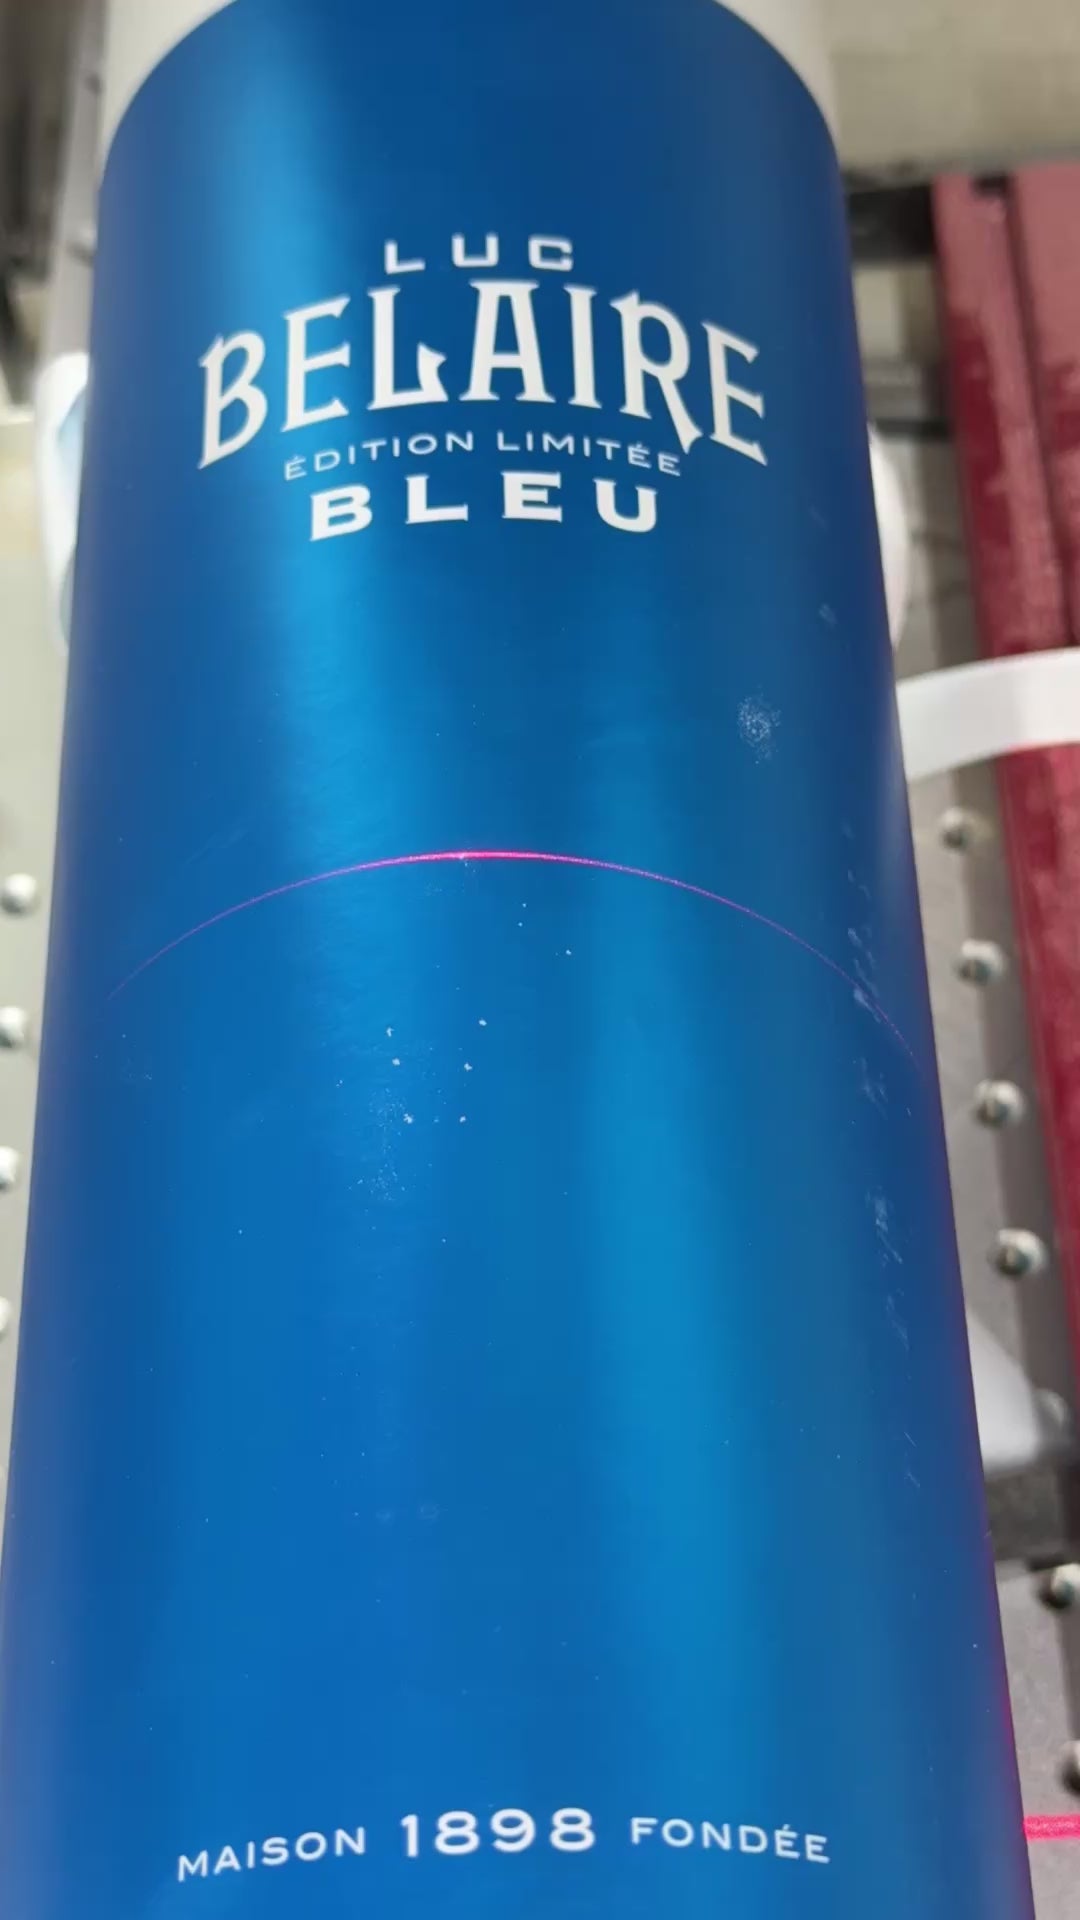 LUC
BELAIRE
ÉDITION LIMITÉE
BLEU
MAISON 1898 FONDÉE